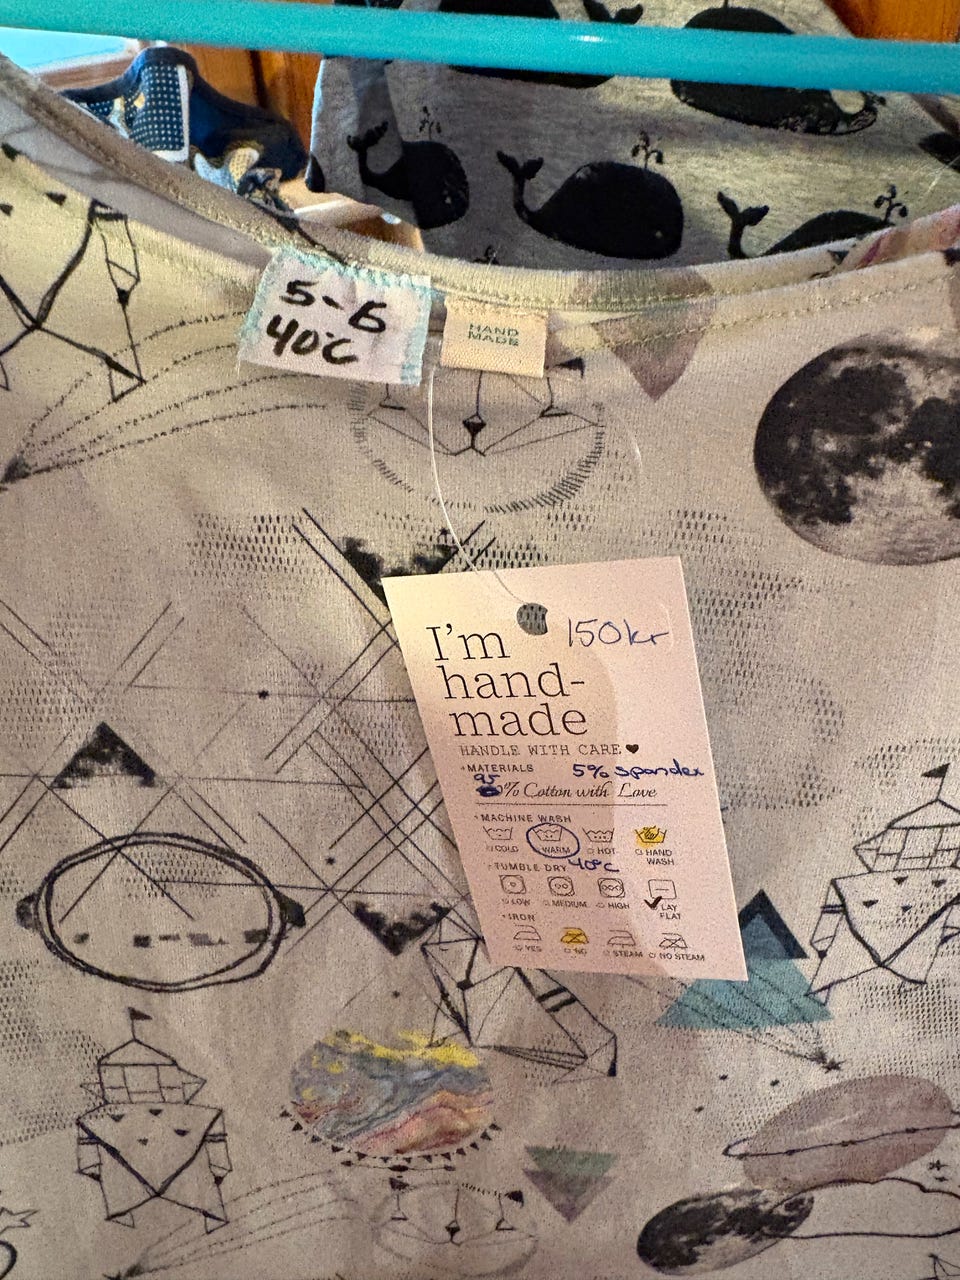 5-6
40°C
HAND
MADE
150kr
I'm
hand-
made
HANDLE WITH CARE ♥
+MATERIALS 5% spandex
95% Cotton with Love
+MACHINE WASH
COLD WARM HOT HAND WASH
+TUMBLE DRY 40°C
LOW MEDIUM HIGH LAY FLAT
+IRON
YES NO STEAM NO STEAM